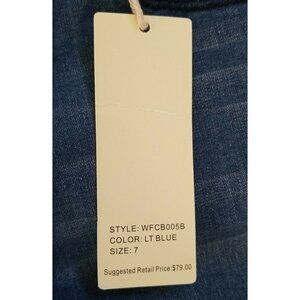 STYLE: WFCB005B
COLOR: LT BLUE
SIZE: 7
Suggested Retail Price:$79.00